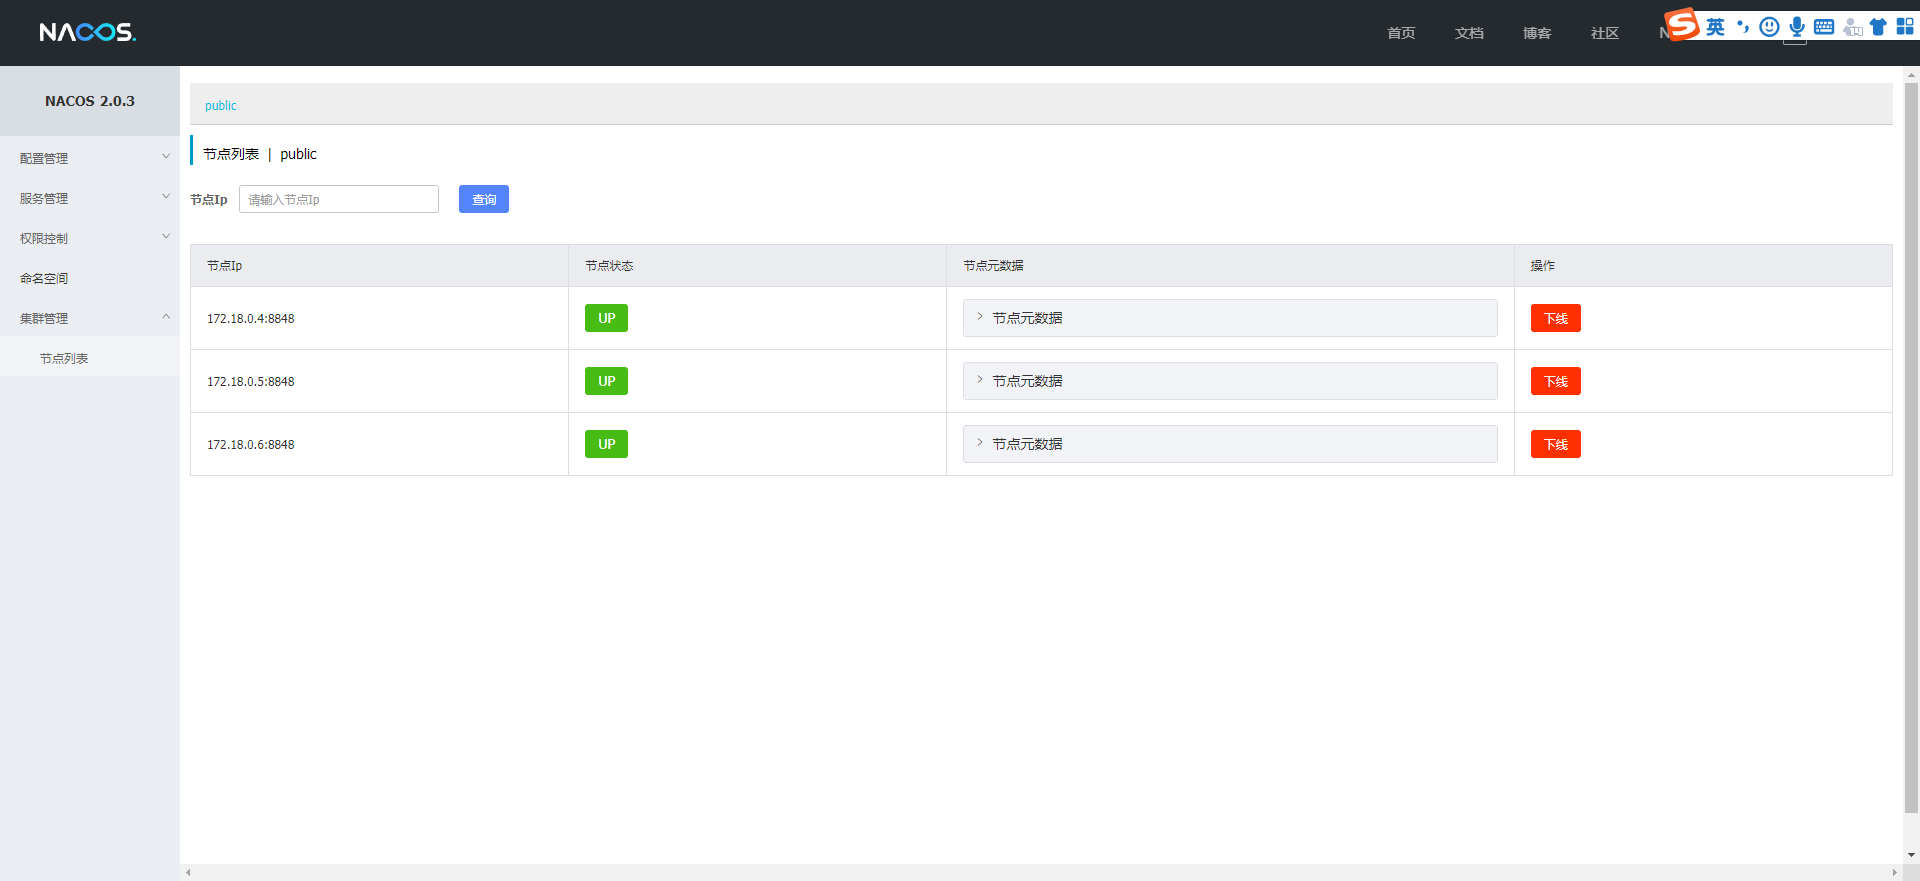 NACOS.
首页
文档
博客
社区
N
英
NACOS 2.0.3
配置管理
服务管理
权限控制
命名空间
集群管理
节点列表
public
节点列表 | public
节点Ip 请输入节点Ip 查询
节点Ip 节点状态 节点元数据 操作
172.18.0.4:8848 UP 节点元数据 下线
172.18.0.5:8848 UP 节点元数据 下线
172.18.0.6:8848 UP 节点元数据 下线